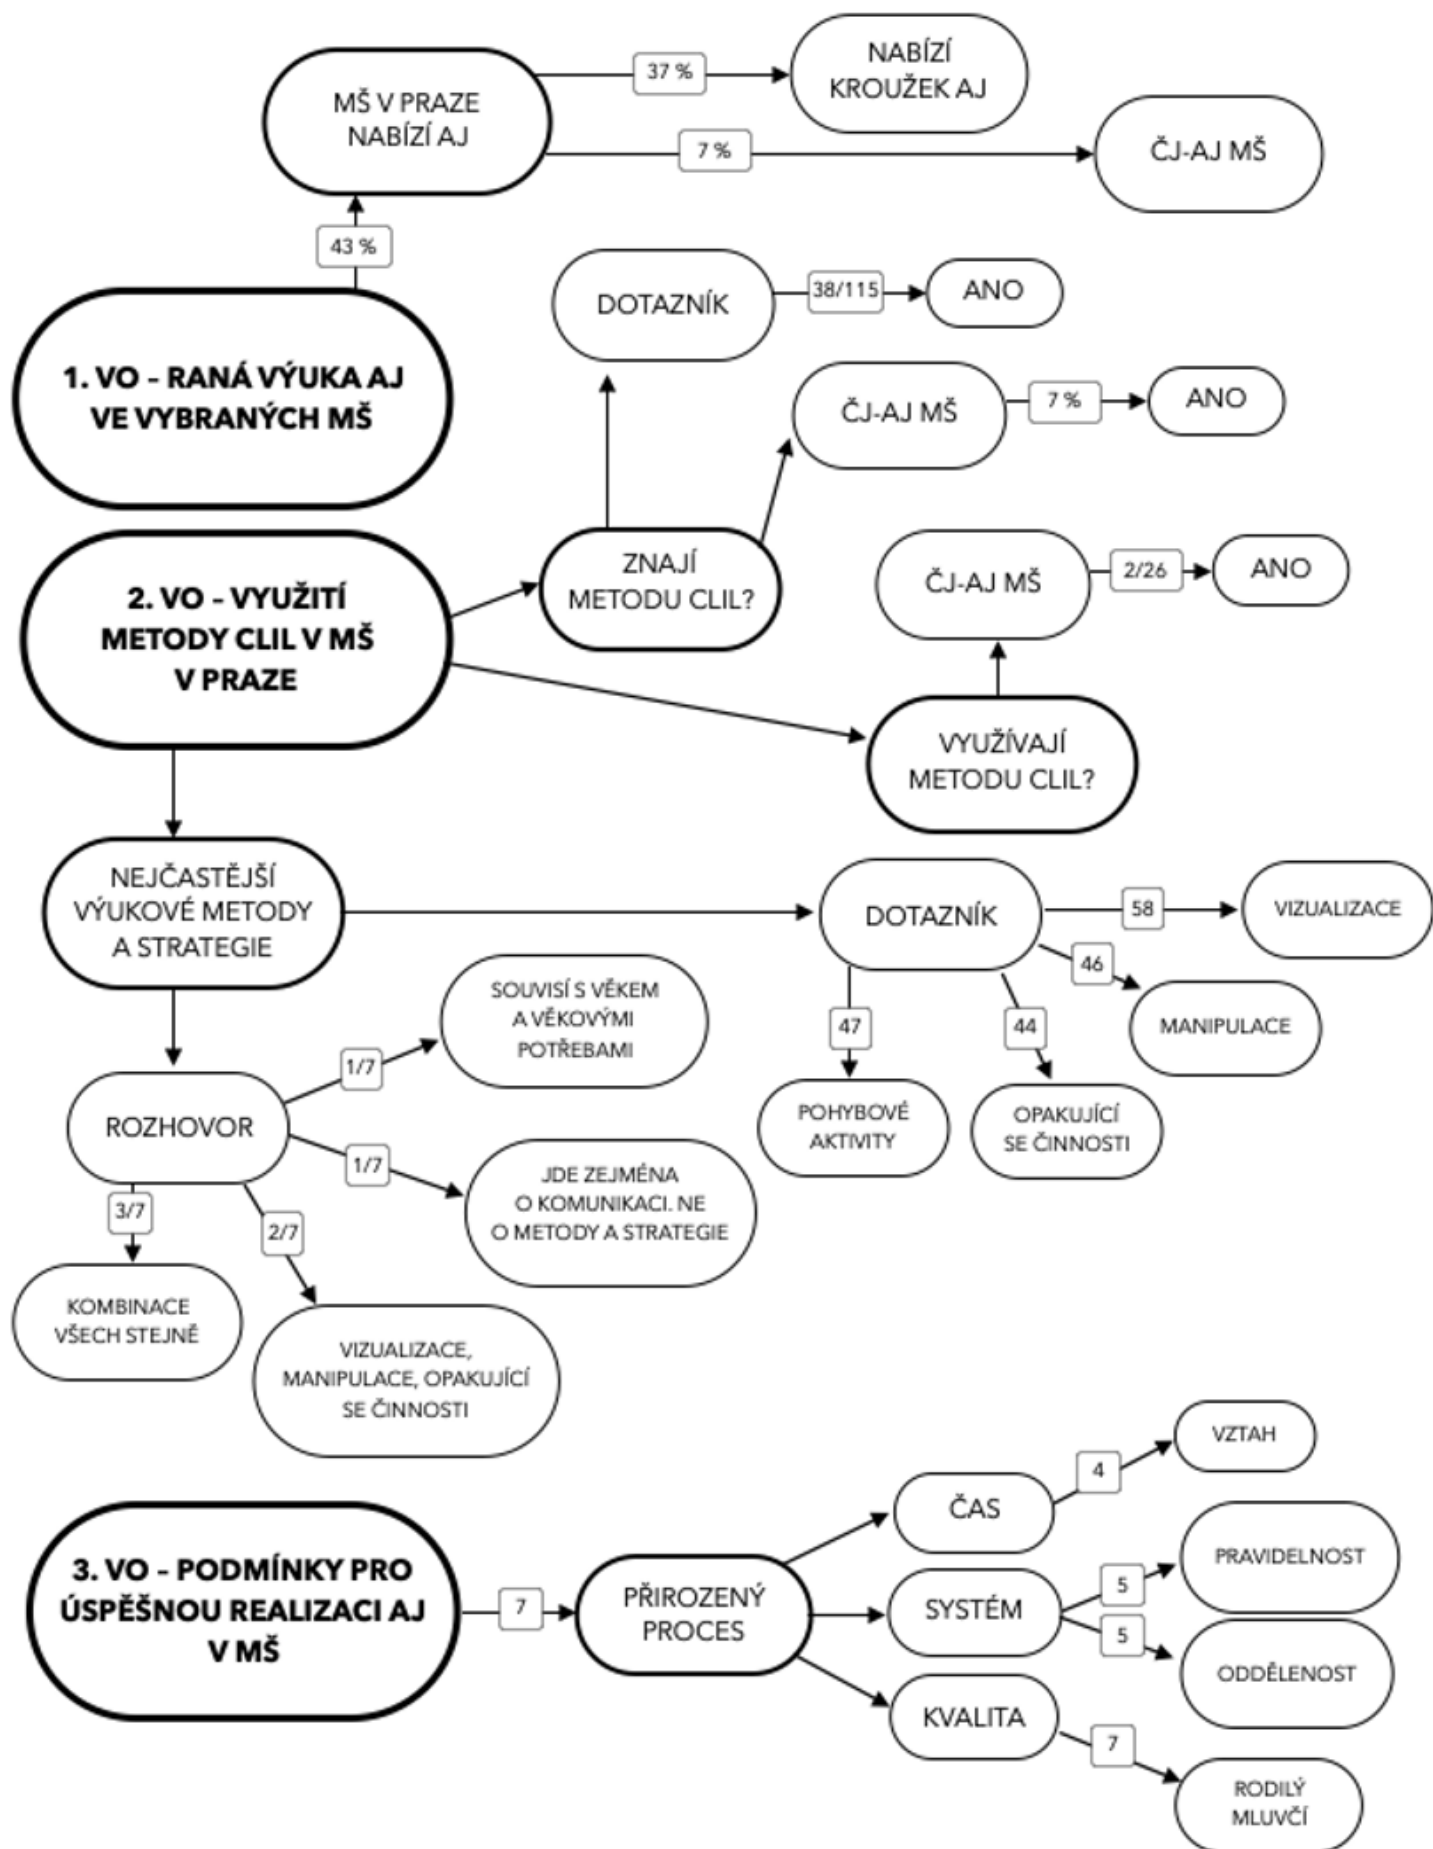 NABÍZÍ
KROUŽEK AJ
37 %
MŠ V PRAZE
NABÍZÍ AJ
7 %
ČJ-AJ MŠ
43 %
1. VO – RANÁ VÝUKA AJ
VE VYBRANÝCH MŠ
DOTAZNÍK
38/115
ANO
ČJ-AJ MŠ
7 %
ANO
2. VO – VYUŽITÍ
METODY CLIL V MŠ
V PRAZE
ZNAJÍ
METODU CLIL?
ČJ-AJ MŠ
2/26
ANO
VYUŽÍVAJÍ
METODU CLIL?
NEJČASTĚJŠÍ
VÝUKOVÉ METODY
A STRATEGIE
DOTAZNÍK
58
VIZUALIZACE
46
MANIPULACE
47
44
POHYBOVÉ
AKTIVITY
OPAKUJÍCÍ
SE ČINNOSTI
SOUVISÍ S VĚKEM
A VĚKOVÝMI
POTŘEBAMI
1/7
ROZHOVOR
1/7
JDE ZEJMÉNA
O KOMUNIKACI. NE
O METODY A STRATEGIE
3/7
2/7
KOMBINACE
VŠECH STEJNĚ
VIZUALIZACE,
MANIPULACE, OPAKUJÍCÍ
SE ČINNOSTI
3. VO – PODMÍNKY PRO
ÚSPĚŠNOU REALIZACI AJ
V MŠ
7
PŘIROZENÝ
PROCES
ČAS
4
VZTAH
SYSTÉM
5
PRAVIDELNOST
5
ODDĚLENOST
KVALITA
7
RODILÝ
MLUVČÍ